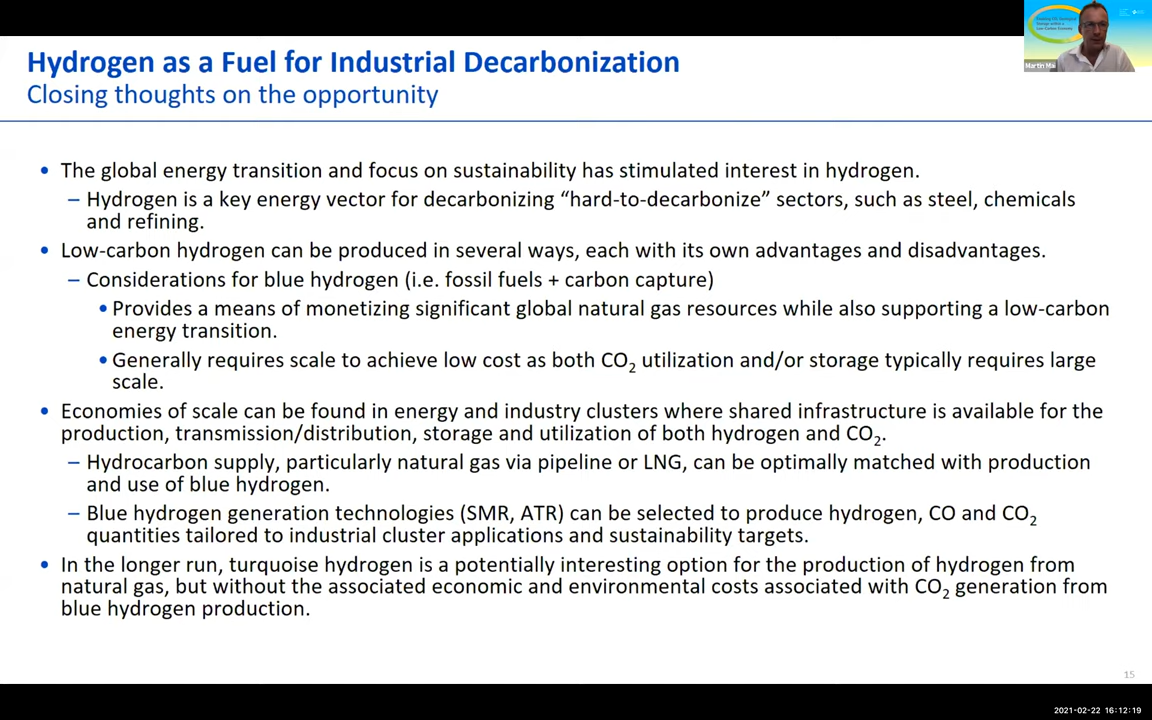 Hydrogen as a Fuel for Industrial Decarbonization
Closing thoughts on the opportunity
• The global energy transition and focus on sustainability has stimulated interest in hydrogen.
– Hydrogen is a key energy vector for decarbonizing “hard-to-decarbonize” sectors, such as steel, chemicals
and refining.
• Low-carbon hydrogen can be produced in several ways, each with its own advantages and disadvantages.
– Considerations for blue hydrogen (i.e. fossil fuels + carbon capture)
• Provides a means of monetizing significant global natural gas resources while also supporting a low-carbon
energy transition.
• Generally requires scale to achieve low cost as both CO₂ utilization and/or storage typically requires large
scale.
• Economies of scale can be found in energy and industry clusters where shared infrastructure is available for the
production, transmission/distribution, storage and utilization of both hydrogen and CO₂.
– Hydrocarbon supply, particularly natural gas via pipeline or LNG, can be optimally matched with production
and use of blue hydrogen.
– Blue hydrogen generation technologies (SMR, ATR) can be selected to produce hydrogen, CO and CO₂
quantities tailored to industrial cluster applications and sustainability targets.
• In the longer run, turquoise hydrogen is a potentially interesting option for the production of hydrogen from
natural gas, but without the associated economic and environmental costs associated with CO₂ generation from
blue hydrogen production.
15
Martin Ma
2021-02-22 16:12:19